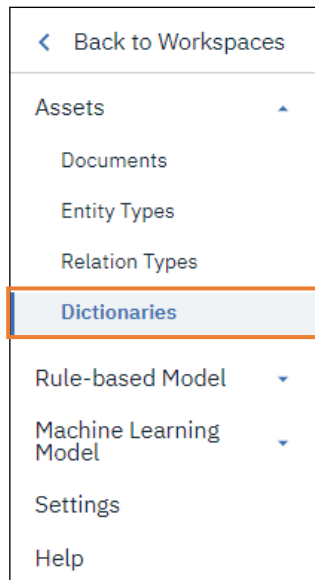 Back to Workspaces
Assets
Documents
Entity Types
Relation Types
Dictionaries
Rule-based Model
Machine Learning
Model
Settings
Help